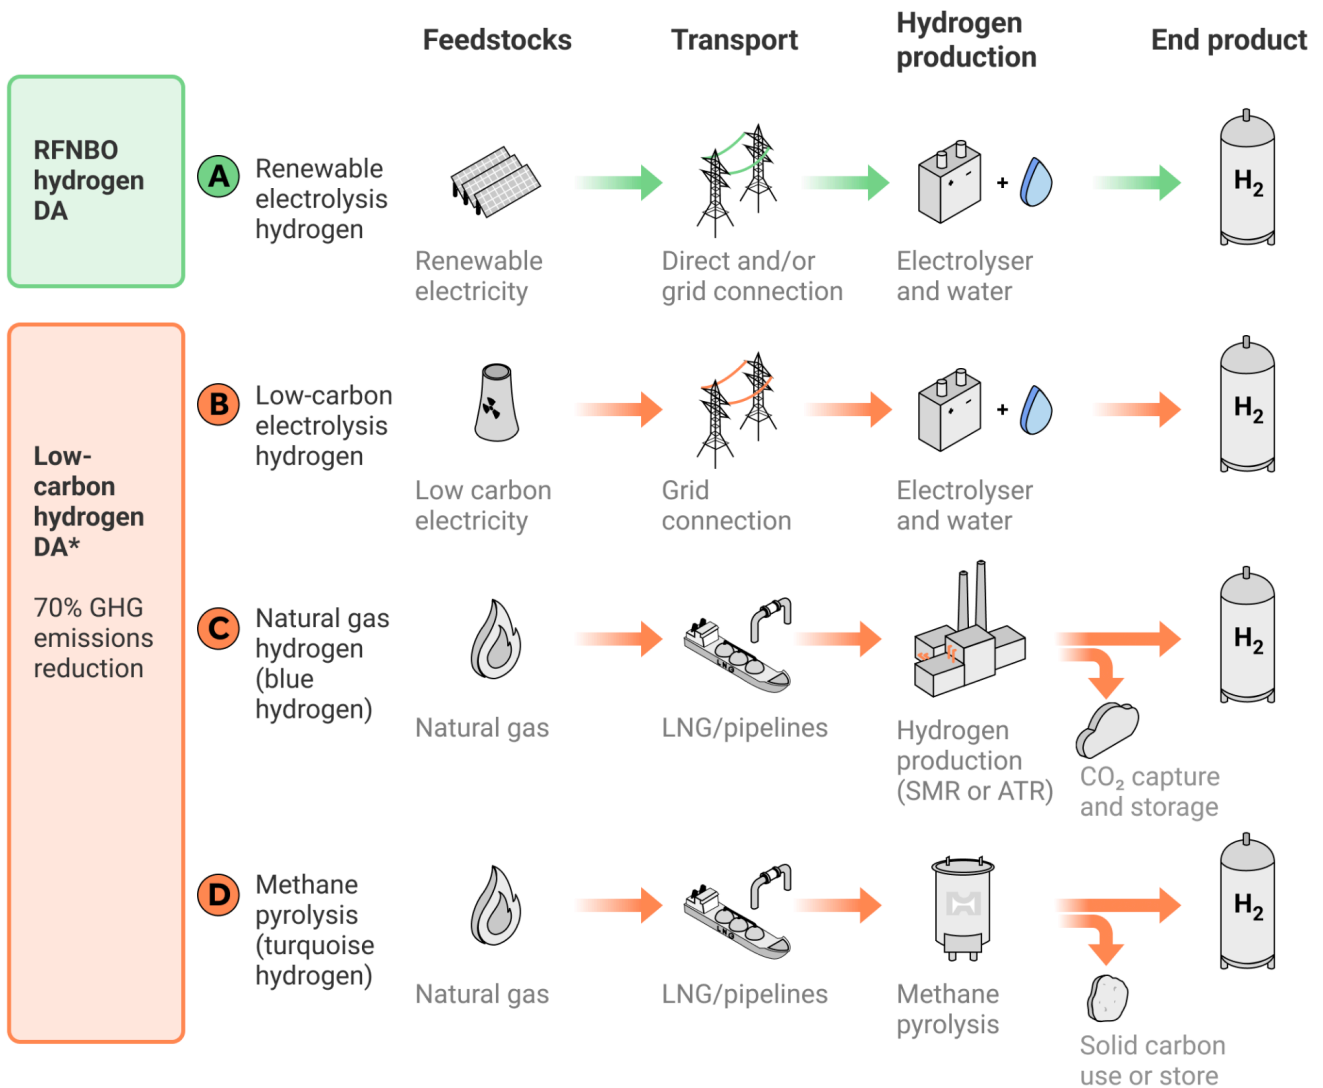 Feedstocks
Transport
Hydrogen
production
End product
RFNBO
hydrogen
DA
A
Renewable
electrolysis
hydrogen
Renewable
electricity
Direct and/or
grid connection
+
Electrolyser
and water
H₂
Low-
carbon
hydrogen
DA*
70% GHG
emissions
reduction
B
Low-carbon
electrolysis
hydrogen
Low carbon
electricity
Grid
connection
+
Electrolyser
and water
H₂
C
Natural gas
hydrogen
(blue
hydrogen)
Natural gas
LNG
LNG/pipelines
Hydrogen
production
(SMR or ATR)
CO₂ capture
and storage
H₂
D
Methane
pyrolysis
(turquoise
hydrogen)
Natural gas
LNG
LNG/pipelines
Methane
pyrolysis
Solid carbon
use or store
H₂